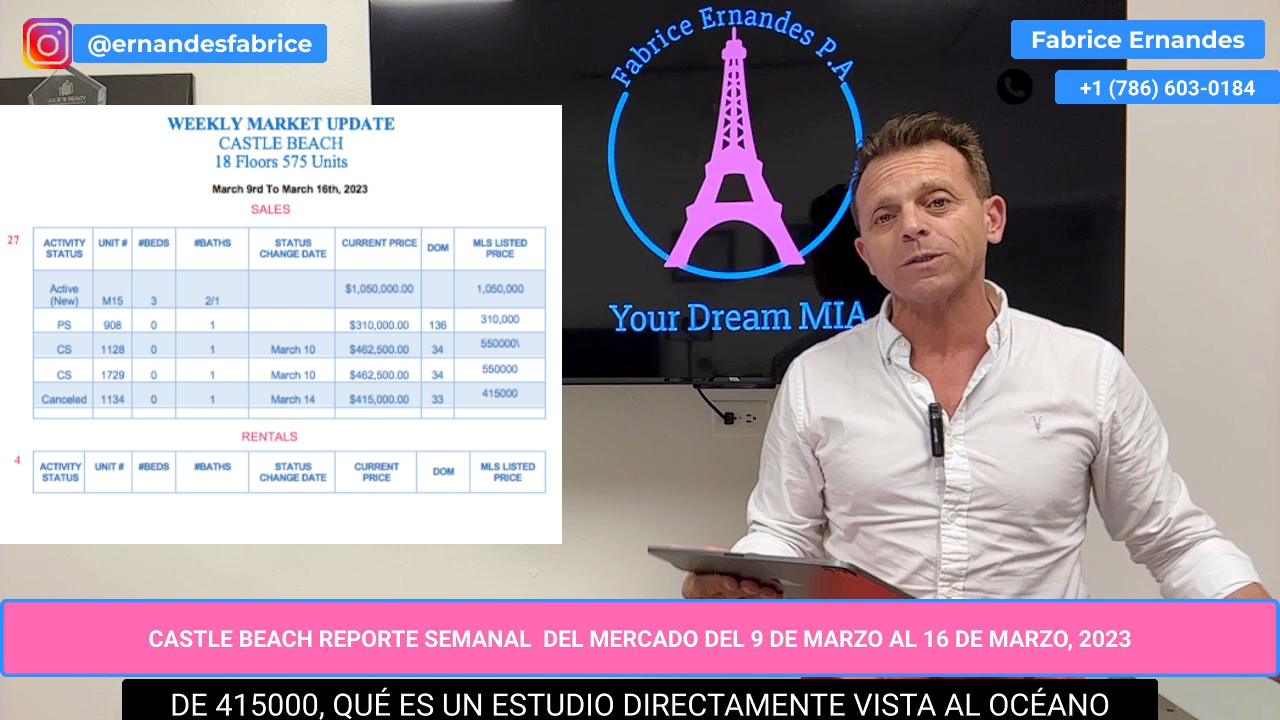 @ernandesfabrice
Fabrice Ernandes
+1 (786) 603-0184
JULIE'S REALTY
Fabrice Ernandes P.A.
Your Dream MIA
TCL
WEEKLY MARKET UPDATE
CASTLE BEACH
18 Floors 575 Units
March 9rd To March 16th, 2023
SALES
27
ACTIVITY STATUS UNIT # #BEDS #BATHS STATUS CHANGE DATE CURRENT PRICE DOM MLS LISTED PRICE
Active (New) M15 3 2/1 $1,050,000.00 1,050,000
PS 908 0 1 $310,000.00 136 310,000
CS 1128 0 1 March 10 $462,500.00 34 550000\
CS 1729 0 1 March 10 $462,500.00 34 550000
Canceled 1134 0 1 March 14 $415,000.00 33 415000
RENTALS
4
ACTIVITY STATUS UNIT # #BEDS #BATHS STATUS CHANGE DATE CURRENT PRICE DOM MLS LISTED PRICE
CASTLE BEACH REPORTE SEMANAL DEL MERCADO DEL 9 DE MARZO AL 16 DE MARZO, 2023
DE 415000, QUÉ ES UN ESTUDIO DIRECTAMENTE VISTA AL OCÉANO